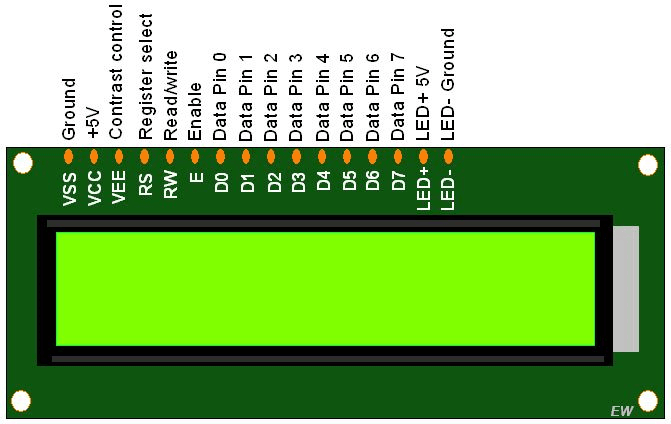 Ground
+5V
Contrast control
Register select
Read/write
Enable
Data Pin 0
Data Pin 1
Data Pin 2
Data Pin 3
Data Pin 4
Data Pin 5
Data Pin 6
Data Pin 7
LED+ 5V
LED- Ground
VSS
VCC
VEE
RS
RW
E
D0
D1
D2
D3
D4
D5
D6
D7
LED+
LED-
EW